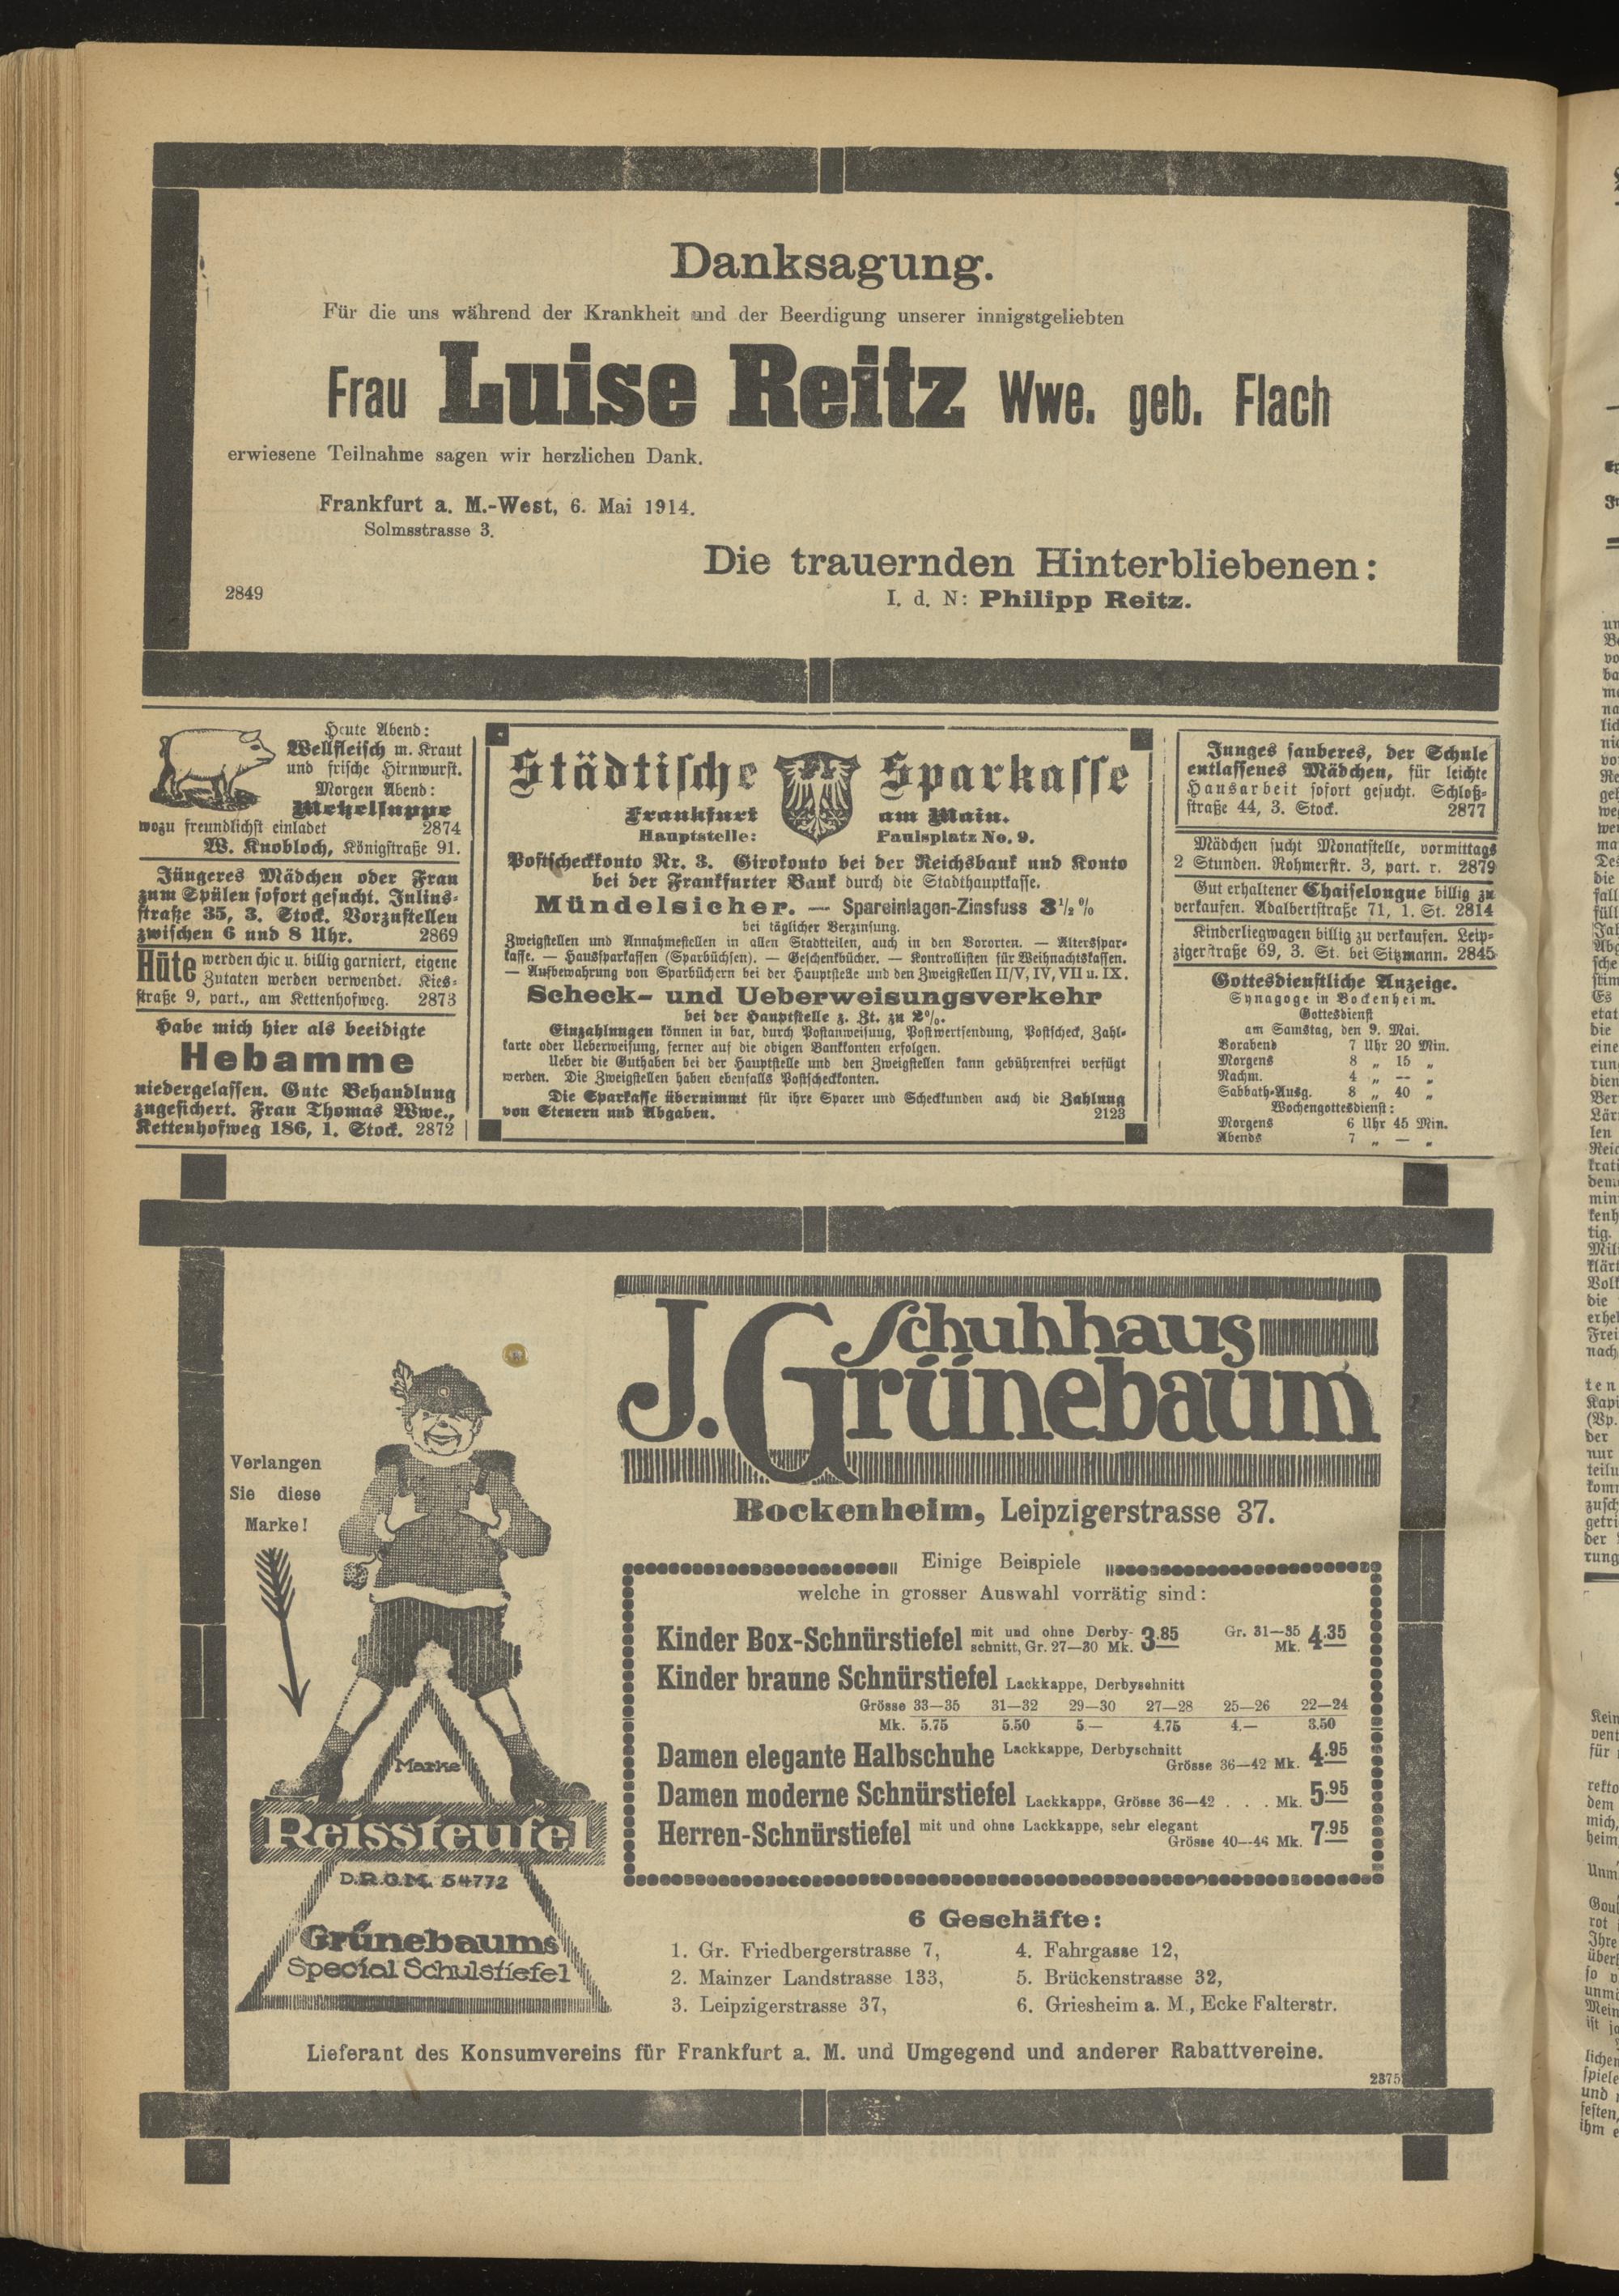 Danksagung.
Für die uns während der Krankheit und der Beerdigung unserer innigstgeliebten
Frau Luise Reitz Wwe. geb. Flach
erwiesene Teilnahme sagen wir herzlichen Dank.
Frankfurt a. M.-West, 6. Mai 1914.
Solmsstrasse 3.
Die trauernden Hinterbliebenen:
I. d. N: Philipp Reitz.
2849
Heute Abend:
Wellfleisch m. Kraut
und frische Hirnwurst.
Morgen Abend:
Metzelsuppe
wozu freundlichst einladet 2874
W. Knobloch, Königstraße 91.
Jüngeres Mädchen oder Frau
zum Spülen sofort gesucht. Julius-
straße 35, 3. Stock. Vorzustellen
zwischen 6 und 8 Uhr. 2869
Hüte werden chic u. billig garniert, eigene
Zutaten werden verwendet. Kies-
straße 9, part., am Kettenhofweg. 2873
Habe mich hier als beeidigte
Hebamme
niedergelassen. Gute Behandlung
zugesichert. Frau Thomas Wwe.,
Kettenhofweg 186, 1. Stock. 2872
Städtische Sparkasse
Frankfurt am Main.
Hauptstelle: Paulsplatz No. 9.
Postscheckkonto Nr. 3. Girokonto bei der Reichsbank und Konto
bei der Frankfurter Bank durch die Stadthauptkasse.
Mündelsicher. — Spareinlagen-Zinsfuss 3½ %
bei täglicher Verzinsung.
Zweigstellen und Annahmestellen in allen Stadtteilen, auch in den Vororten. — Alterspar-
kasse. — Haussparkassen (Sparbüchsen). — Geschenkbücher. — Kontrollisten für Weihnachtskassen.
— Aufbewahrung von Sparbüchern bei der Hauptstelle und den Zweigstellen II/V, IV, VII u. IX.
Scheck- und Ueberweisungsverkehr
bei der Hauptstelle z. Zt. zu 2%.
Einzahlungen können in bar, durch Postanweisung, Postwertsendung, Postscheck, Zahl-
karte oder Ueberweisung, ferner auf die obigen Bankkonten erfolgen.
Ueber die Guthaben bei der Hauptstelle und den Zweigstellen kann gebührenfrei verfügt
werden. Die Zweigstellen haben ebenfalls Postscheckkonten.
Die Sparkasse übernimmt für ihre Sparer und Scheckkunden auch die Zahlung
von Steuern und Abgaben. 2123
Junges sauberes, der Schule
entlassenes Mädchen, für leichte
Hausarbeit sofort gesucht. Schloß-
straße 44, 3. Stock. 2877
Mädchen sucht Monatstelle, vormittags
2 Stunden. Rohmerstr. 3, part. r. 2879
Gut erhaltener Chaiselongue billig zu
verkaufen. Adalbertstraße 71, 1. St. 2814
Kinderliegwagen billig zu verkaufen. Leip-
zigerstraße 69, 3. St. bei Sitzmann. 2845
Gottesdienstliche Anzeige.
Synagoge in Bockenheim.
Gottesdienst
am Samstag, den 9. Mai.
Vorabend 7 Uhr 20 Min.
Morgens 8 „ 15 „
Nachm. 4 „ — „
Sabbath-Ausg. 8 „ 40 „
Wochengottesdienst:
Morgens 6 Uhr 45 Min.
Abends 7 „ — „
Schuhhaus
J. Grünebaum
Bockenheim, Leipzigerstrasse 37.
Verlangen
Sie diese
Marke!
Marke
Reissteufel
D.R.G.M. 54772
Grünebaums
Special Schulstiefel
Einige Beispiele
welche in grosser Auswahl vorrätig sind:
Kinder Box-Schnürstiefel mit und ohne Derby-
schnitt, Gr. 27—30 Mk. 3.85 Gr. 31—35 Mk. 4.35
Kinder braune Schnürstiefel Lackkappe, Derbyschnitt
Grösse 33—35 31—32 29—30 27—28 25—26 22—24
Mk. 5.75 5.50 5.— 4.75 4.— 3.50
Damen elegante Halbschuhe Lackkappe, Derbyschnitt
Grösse 36—42 Mk. 4.95
Damen moderne Schnürstiefel Lackkappe, Grösse 36—42 . . . Mk. 5.95
Herren-Schnürstiefel mit und ohne Lackkappe, sehr elegant
Grösse 40—46 Mk. 7.95
6 Geschäfte:
1. Gr. Friedbergerstrasse 7,
2. Mainzer Landstrasse 133,
3. Leipzigerstrasse 37,
4. Fahrgasse 12,
5. Brückenstrasse 32,
6. Griesheim a. M., Ecke Falterstr.
Lieferant des Konsumvereins für Frankfurt a. M. und Umgegend und anderer Rabattvereine.
2375